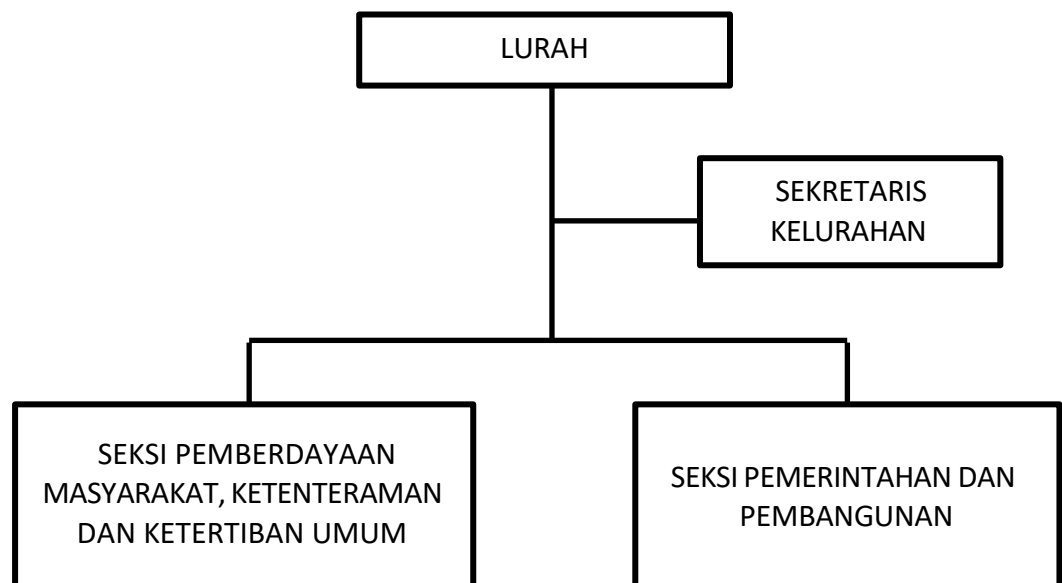 LURAH
SEKRETARIS
KELURAHAN
SEKSI PEMBERDAYAAN
MASYARAKAT, KETENTERAMAN
DAN KETERTIBAN UMUM
SEKSI PEMERINTAHAN DAN
PEMBANGUNAN